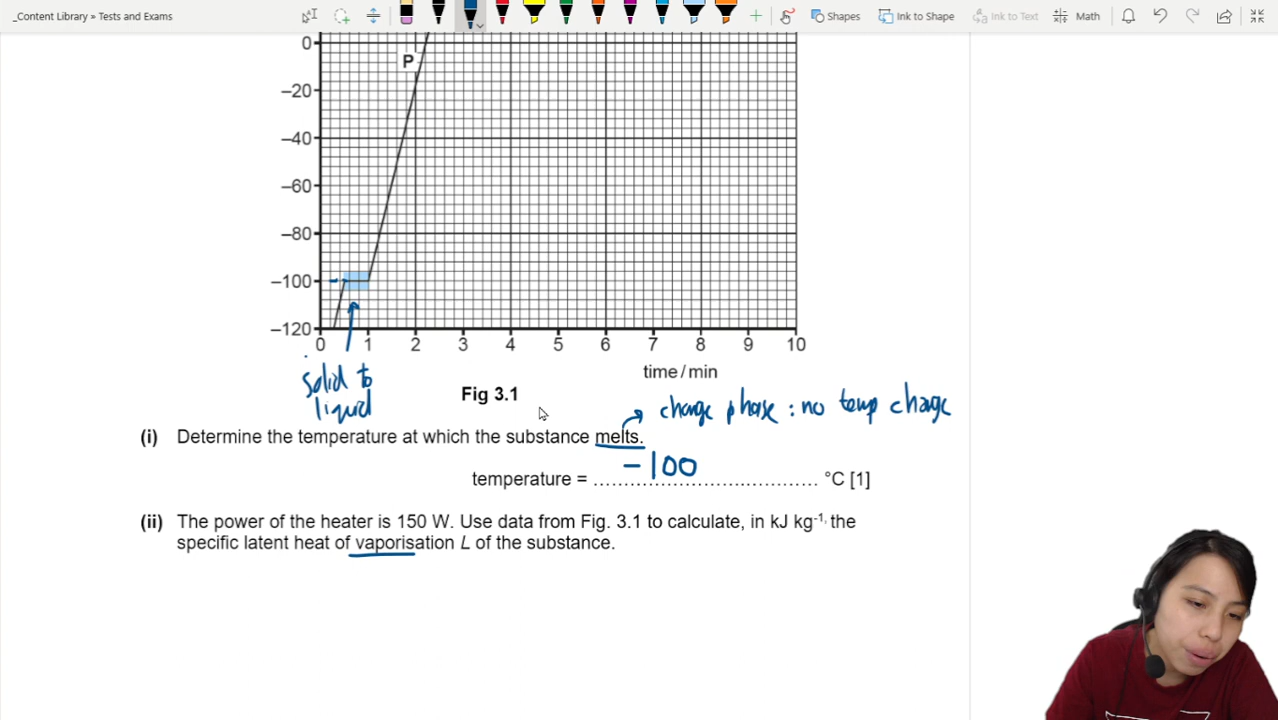 _Content Library » Tests and Exams
Shapes
Ink to Shape
Ink to Text
Math
0
P
−20
−40
−60
−80
−100
−120
0 1 2 3 4 5 6 7 8 9 10
time / min
solid to
liquid
Fig 3.1
change phase : no temp change
(i) Determine the temperature at which the substance melts.
−100
temperature = ............................................. °C [1]
(ii) The power of the heater is 150 W. Use data from Fig. 3.1 to calculate, in kJ kg⁻¹, the
specific latent heat of vaporisation L of the substance.